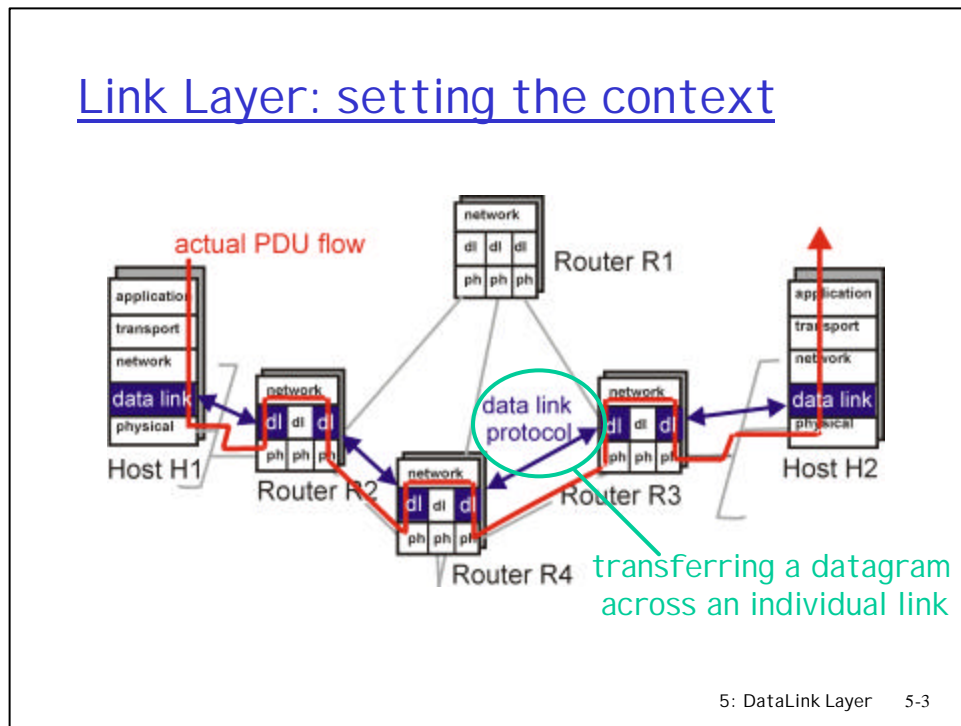 Link Layer: setting the context
actual PDU flow
network
dl dl dl
ph ph ph
Router R1
application
transport
network
data link
physical
Host H1
network
dl dl dl
ph ph ph
Router R2
network
dl dl dl
ph ph ph
Router R4
data link
protocol
network
dl dl dl
ph ph ph
Router R3
application
transport
network
data link
physical
Host H2
transferring a datagram
across an individual link
5: DataLink Layer 5-3